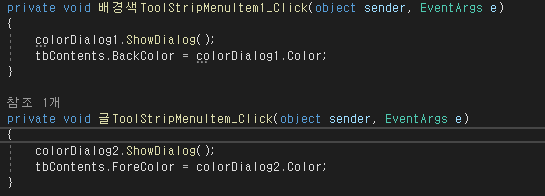 private void 배경색ToolStripMenuItem1_Click(object sender, EventArgs e)
{
colorDialog1.ShowDialog();
tbContents.BackColor = colorDialog1.Color;
}
참조 1개
private void 글ToolStripMenuItem_Click(object sender, EventArgs e)
{
colorDialog2.ShowDialog();
tbContents.ForeColor = colorDialog2.Color;
}